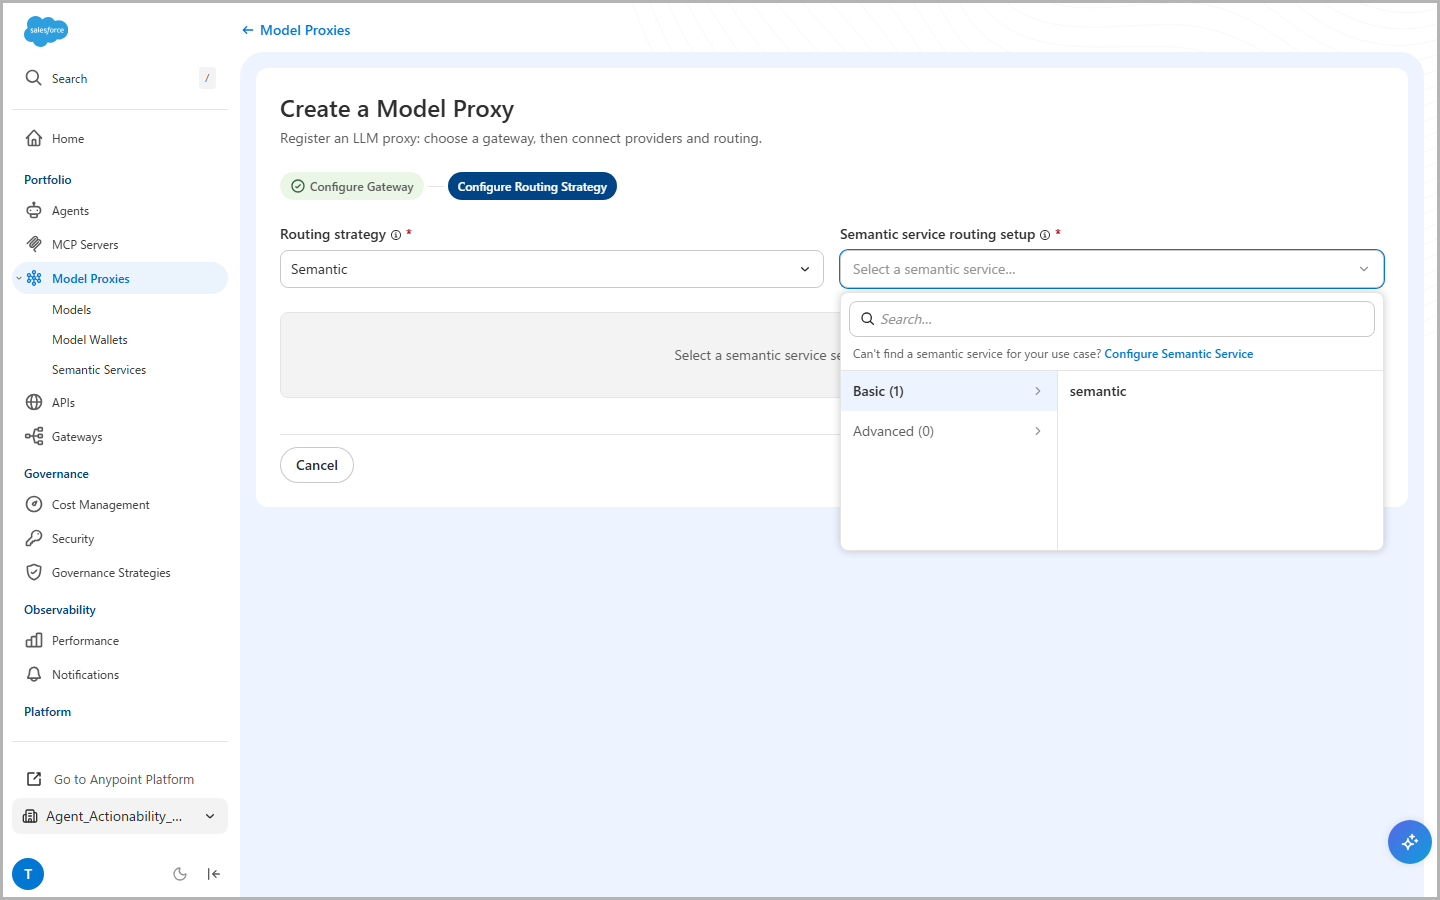 salesforce
Search /
Home
Portfolio
Agents
MCP Servers
Model Proxies
Models
Model Wallets
Semantic Services
APIs
Gateways
Governance
Cost Management
Security
Governance Strategies
Observability
Performance
Notifications
Platform
Go to Anypoint Platform
Agent_Actionability_...
T
Model Proxies
Create a Model Proxy
Register an LLM proxy: choose a gateway, then connect providers and routing.
Configure Gateway
Configure Routing Strategy
Routing strategy *
Semantic
Semantic service routing setup *
Select a semantic service...
Select a semantic service se
Search...
Can't find a semantic service for your use case? Configure Semantic Service
Basic (1)
Advanced (0)
semantic
Cancel